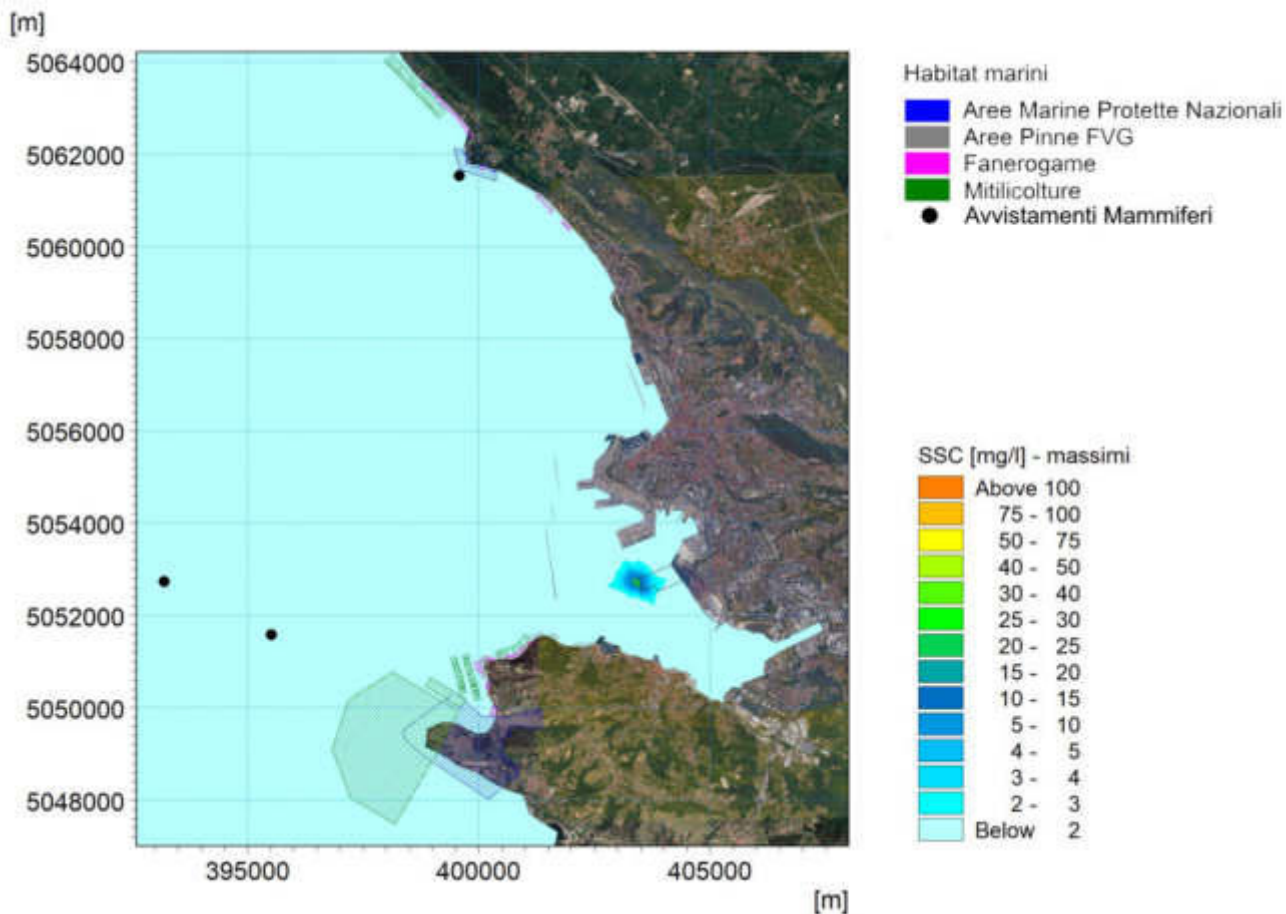 [m]
5064000
5062000
5060000
5058000
5056000
5054000
5052000
5050000
5048000
395000
400000
405000
[m]
Habitat marini
Aree Marine Protette Nazionali
Aree Pinne FVG
Fanerogame
Mitilicolture
Avvistamenti Mammiferi
SSC [mg/l] - massimi
Above 100
75 - 100
50 - 75
40 - 50
30 - 40
25 - 30
20 - 25
15 - 20
10 - 15
5 - 10
4 - 5
3 - 4
2 - 3
Below 2